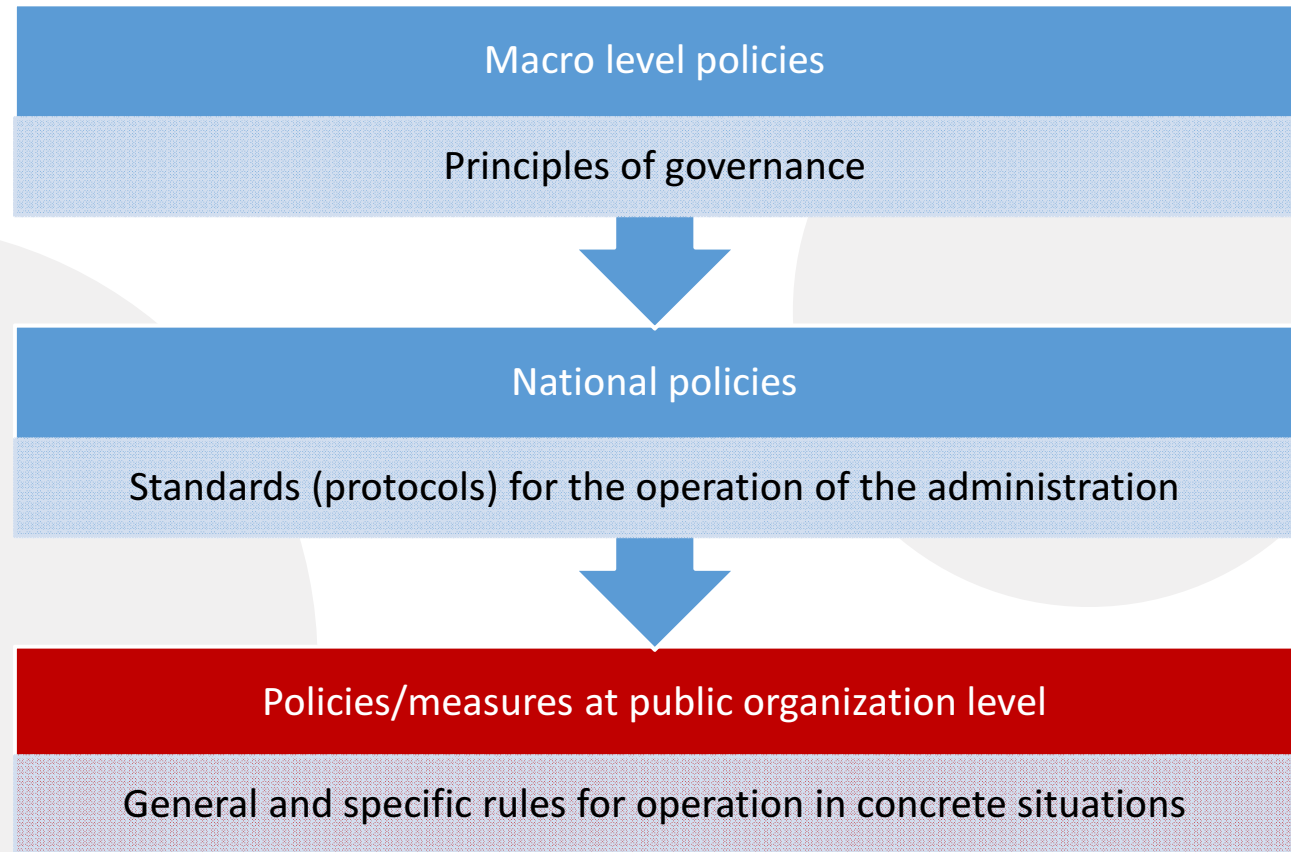 Macro level policies
Principles of governance
National policies
Standards (protocols) for the operation of the administration
Policies/measures at public organization level
General and specific rules for operation in concrete situations